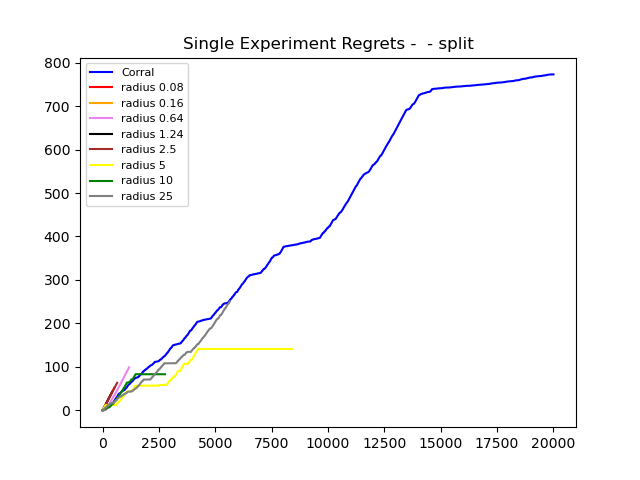 Single Experiment Regrets -  - split
800
700
600
500
400
300
200
100
0
Corral
radius 0.08
radius 0.16
radius 0.64
radius 1.24
radius 2.5
radius 5
radius 10
radius 25
0 2500 5000 7500 10000 12500 15000 17500 20000